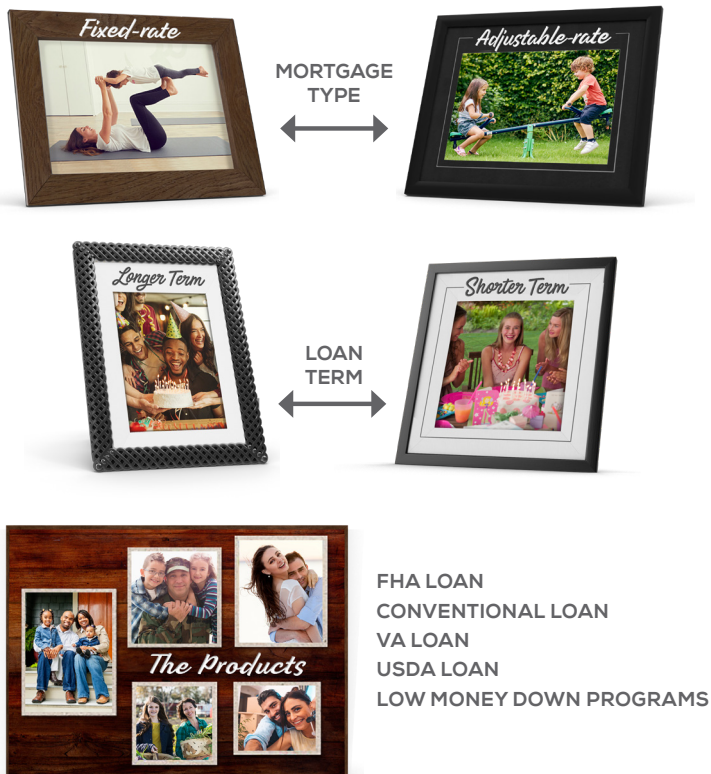 Fixed-rate
MORTGAGE
TYPE
Adjustable-rate
Longer Term
LOAN
TERM
Shorter Term
The Products
FHA LOAN
CONVENTIONAL LOAN
VA LOAN
USDA LOAN
LOW MONEY DOWN PROGRAMS